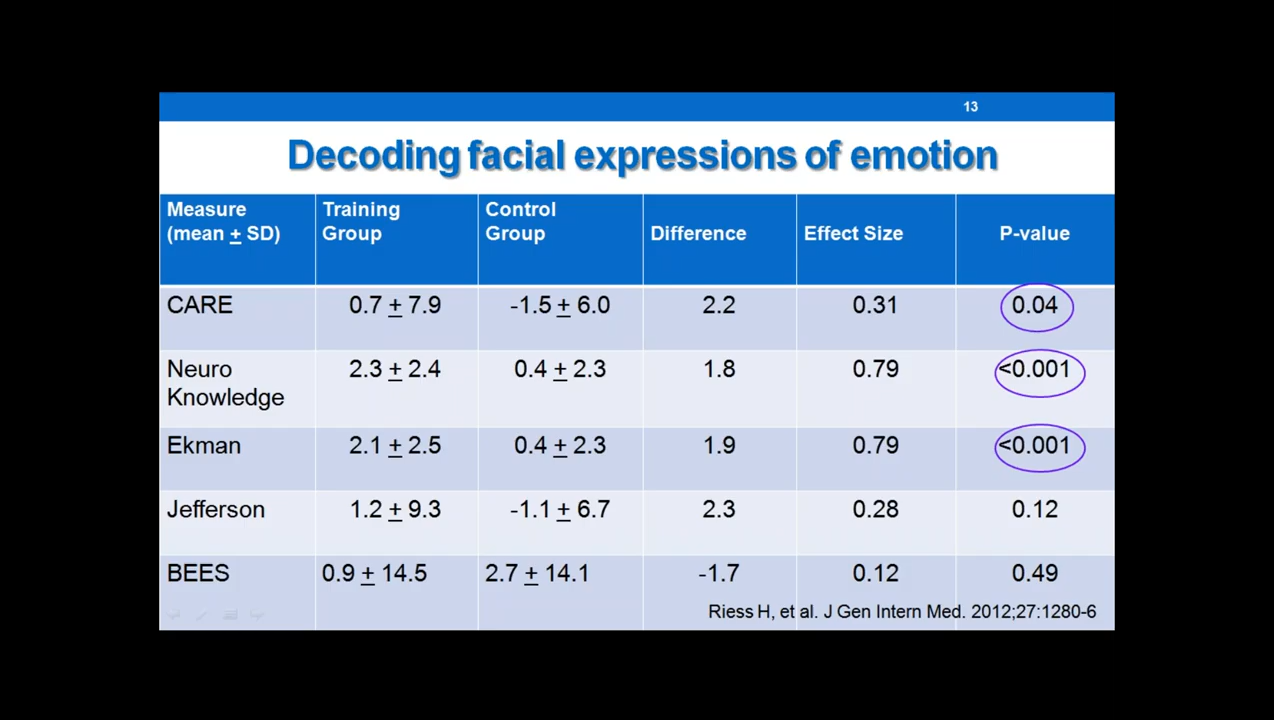 13
Decoding facial expressions of emotion
Measure (mean + SD) Training Group Control Group Difference Effect Size P-value
CARE 0.7 + 7.9 -1.5 + 6.0 2.2 0.31 0.04
Neuro Knowledge 2.3 + 2.4 0.4 + 2.3 1.8 0.79 <0.001
Ekman 2.1 + 2.5 0.4 + 2.3 1.9 0.79 <0.001
Jefferson 1.2 + 9.3 -1.1 + 6.7 2.3 0.28 0.12
BEES 0.9 + 14.5 2.7 + 14.1 -1.7 0.12 0.49
Riess H, et al. J Gen Intern Med. 2012;27:1280-6